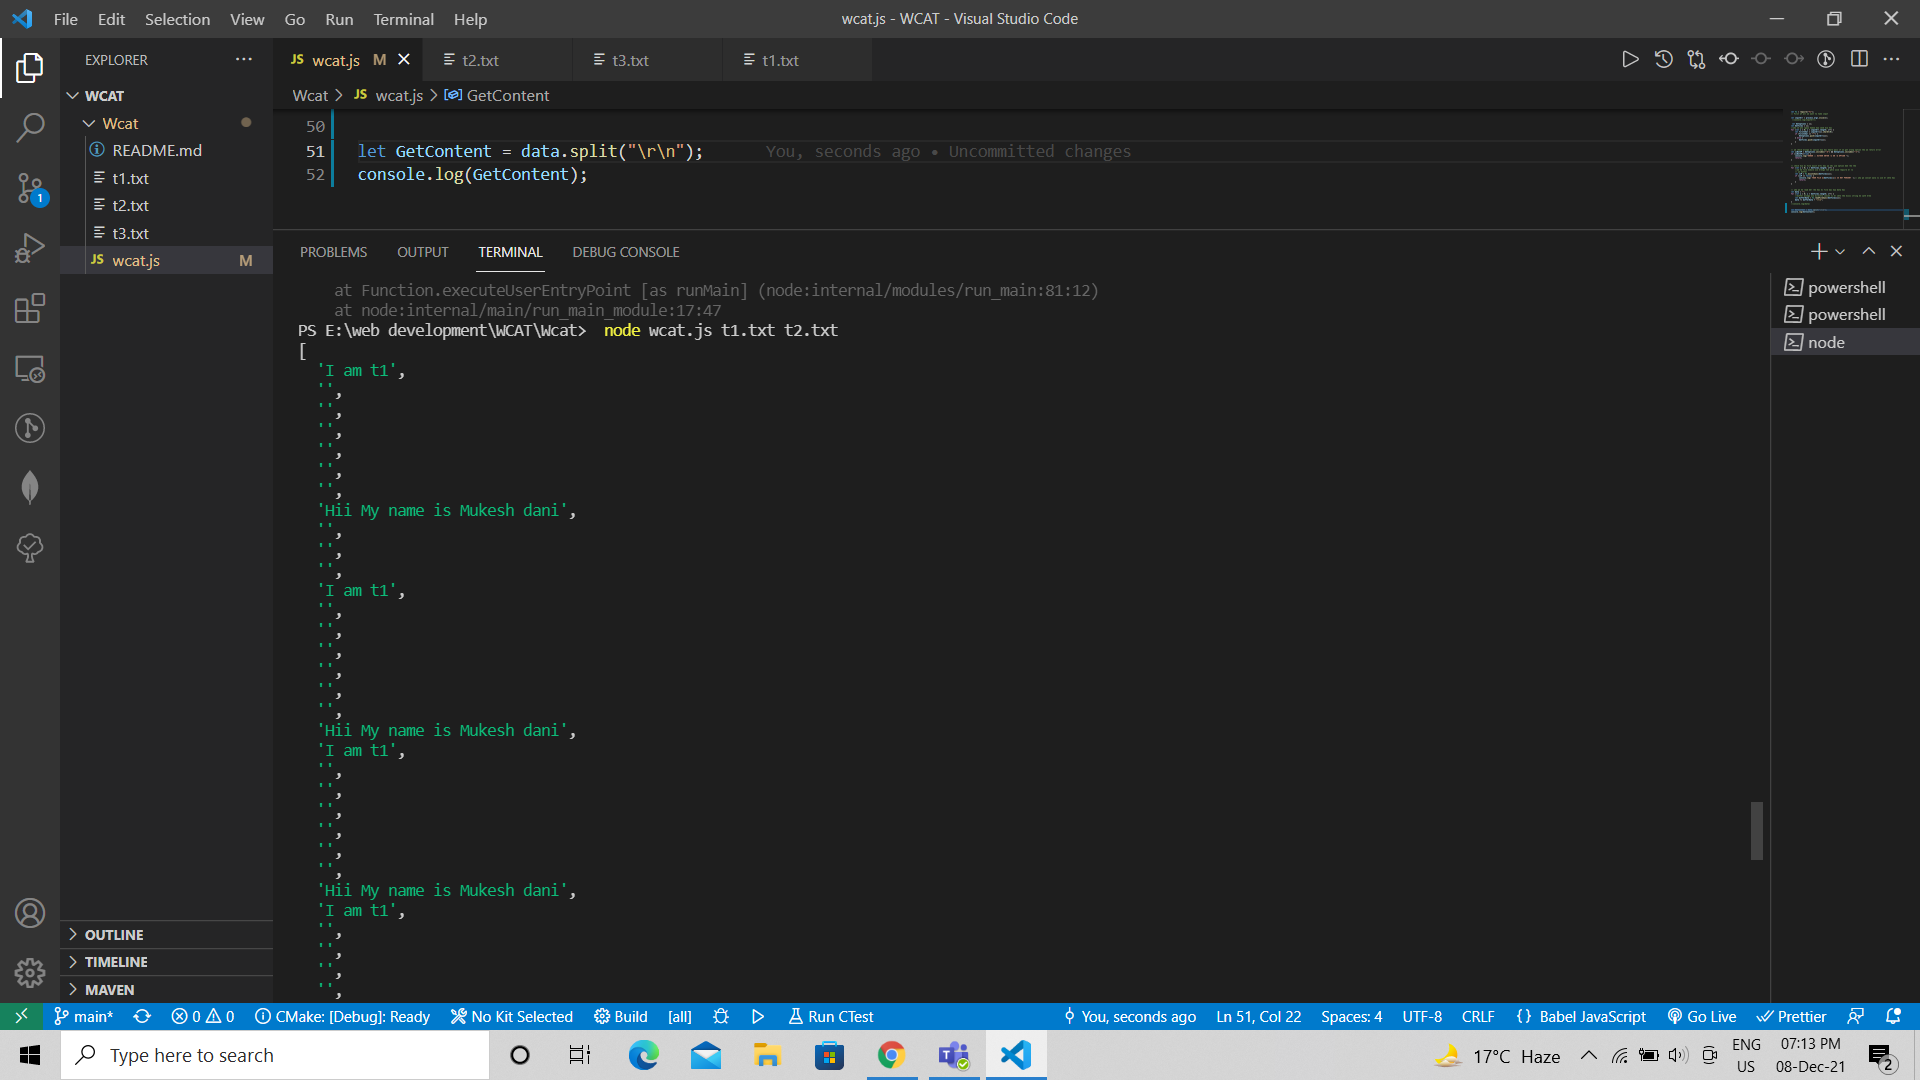 File Edit Selection View Go Run Terminal Help
wcat.js - WCAT - Visual Studio Code
EXPLORER
JS wcat.js M
t2.txt
t3.txt
t1.txt
WCAT
Wcat
README.md
t1.txt
t2.txt
t3.txt
JS wcat.js M
1
Wcat > JS wcat.js > GetContent
50
51 let GetContent = data.split("\r\n"); You, seconds ago • Uncommitted changes
52 console.log(GetContent);
PROBLEMS OUTPUT TERMINAL DEBUG CONSOLE
powershell
powershell
node
at Function.executeUserEntryPoint [as runMain] (node:internal/modules/run_main:81:12)
at node:internal/main/run_main_module:17:47
PS E:\web development\WCAT\Wcat> node wcat.js t1.txt t2.txt
[
'I am t1',
'',
'',
'',
'',
'',
'',
'Hii My name is Mukesh dani',
'',
'',
'',
'I am t1',
'',
'',
'',
'',
'',
'',
'Hii My name is Mukesh dani',
'I am t1',
'',
'',
'',
'',
'',
'',
'Hii My name is Mukesh dani',
'I am t1',
'',
'',
'',
'',
OUTLINE
TIMELINE
MAVEN
main* 0 0 CMake: [Debug]: Ready No Kit Selected Build [all] Run CTest You, seconds ago Ln 51, Col 22 Spaces: 4 UTF-8 CRLF {} Babel JavaScript Go Live Prettier
Type here to search
17°C Haze
ENG
US
07:13 PM
08-Dec-21
2